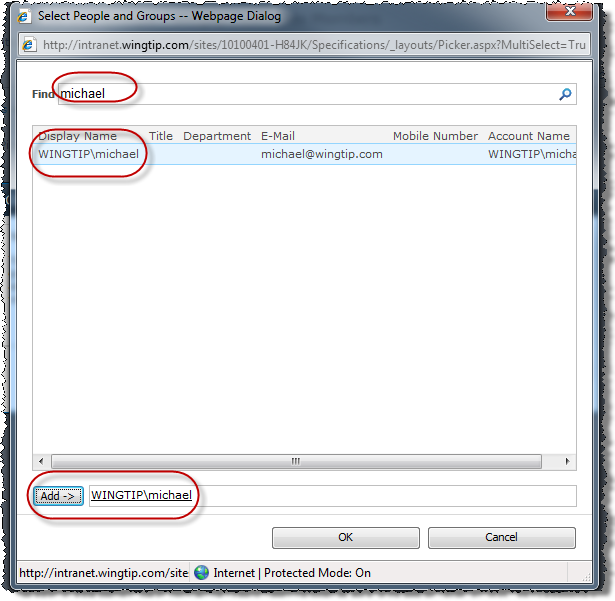 Select People and Groups -- Webpage Dialog
http://intranet.wingtip.com/sites/10100401-H84JK/Specifications/_layouts/Picker.aspx?MultiSelect=Tru
Find michael
Display Name Title Department E-Mail Mobile Number Account Name
WINGTIP\michael michael@wingtip.com WINGTIP\micha
Add -> WINGTIP\michael
OK Cancel
http://intranet.wingtip.com/site Internet | Protected Mode: On